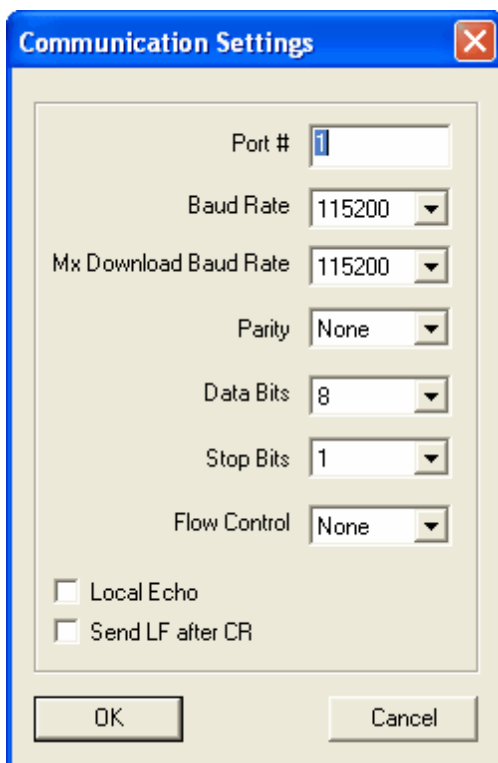 Communication Settings
Port # 1
Baud Rate 115200
Mx Download Baud Rate 115200
Parity None
Data Bits 8
Stop Bits 1
Flow Control None
Local Echo
Send LF after CR
OK Cancel